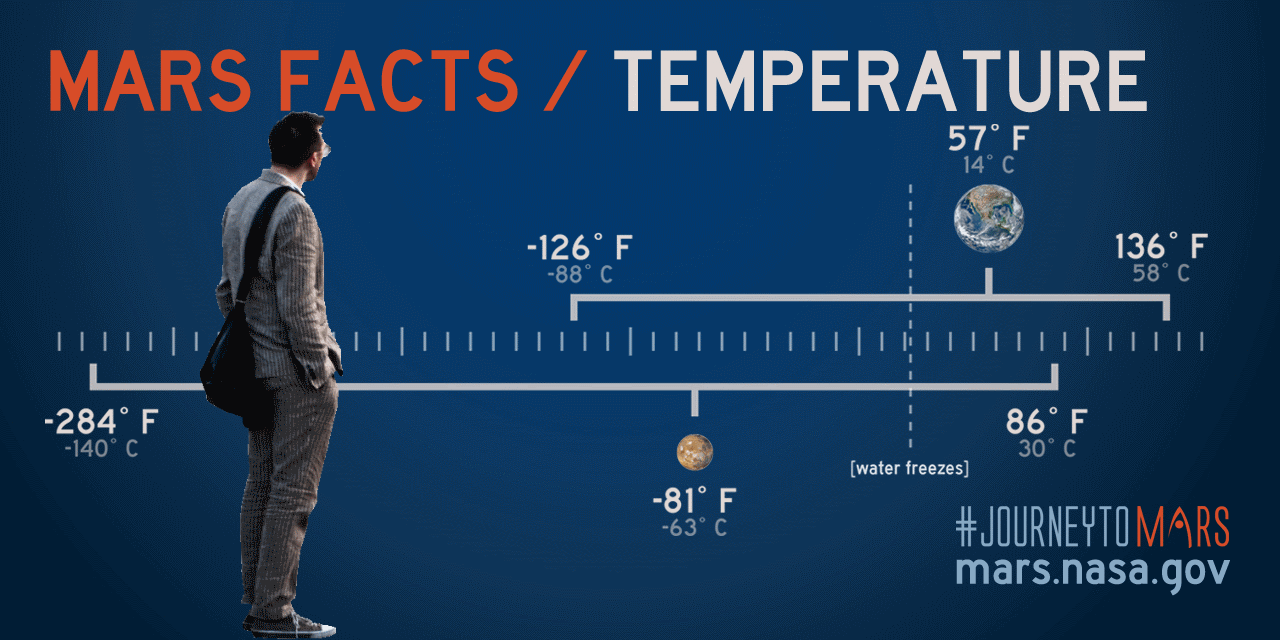 MARS FACTS / TEMPERATURE
57° F
14° C
-126° F
-88° C
136° F
58° C
-284° F
-140° C
86° F
30° C
[water freezes]
-81° F
-63° C
#JOURNEYTOMARS
mars.nasa.gov